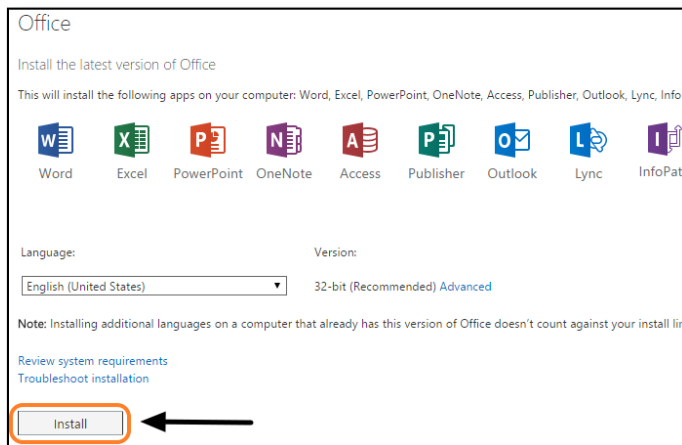 Office
Install the latest version of Office
This will install the following apps on your computer: Word, Excel, PowerPoint, OneNote, Access, Publisher, Outlook, Lync, Info
Word Excel PowerPoint OneNote Access Publisher Outlook Lync InfoPat
Language: Version:
English (United States) 32-bit (Recommended) Advanced
Note: Installing additional languages on a computer that already has this version of Office doesn't count against your install lin
Review system requirements
Troubleshoot installation
Install